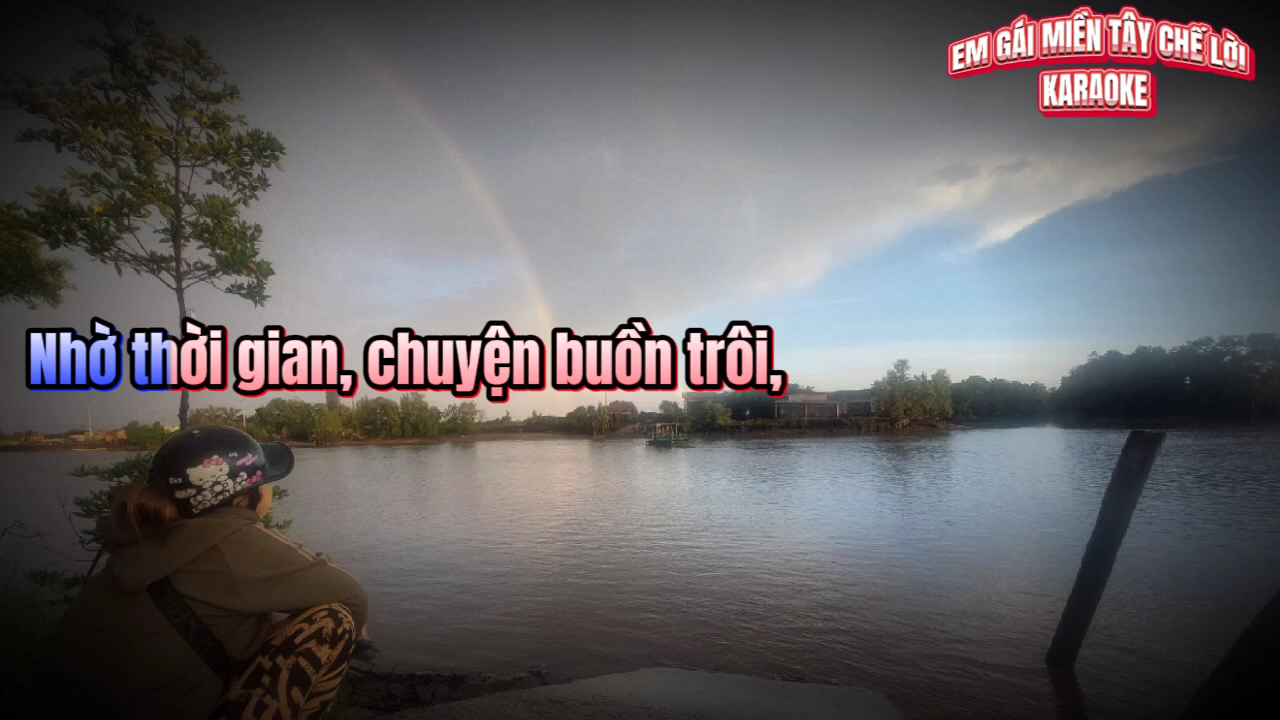 EM GÁI MIỀN TÂY CHẾ LỜI
KARAOKE
Nhờ thời gian, chuyện buồn trôi,